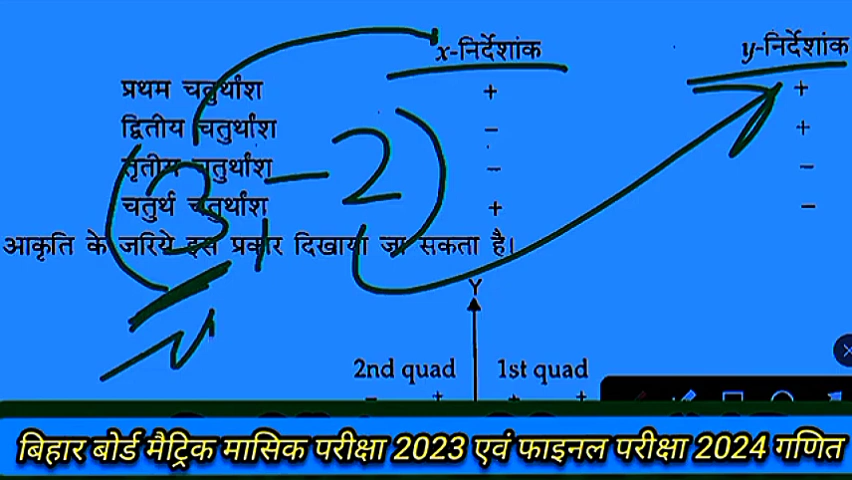 x-निर्देशांक y-निर्देशांक
प्रथम चतुर्थांश + +
द्वितीय चतुर्थांश - +
तृतीय चतुर्थांश - -
चतुर्थ चतुर्थांश + -
(3, -2)
आकृति के जरिये इस प्रकार दिखाया जा सकता है।
Y
2nd quad 1st quad
- + + +
बिहार बोर्ड मैट्रिक मासिक परीक्षा 2023 एवं फाइनल परीक्षा 2024 गणित